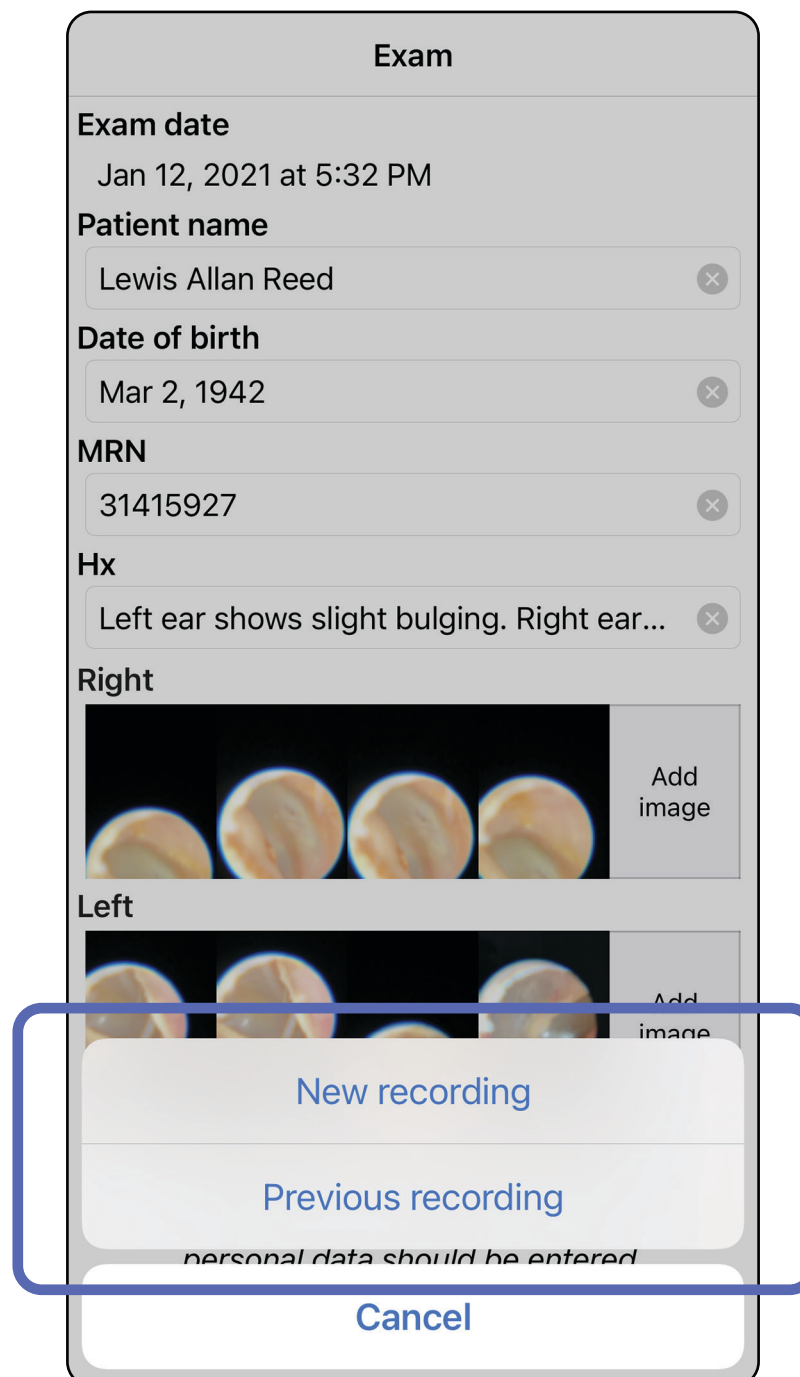 Exam
Exam date
Jan 12, 2021 at 5:32 PM
Patient name
Lewis Allan Reed
Date of birth
Mar 2, 1942
MRN
31415927
Hx
Left ear shows slight bulging. Right ear...
Right
Add
image
Left
Add
image
New recording
Previous recording
personal data should be entered
Cancel